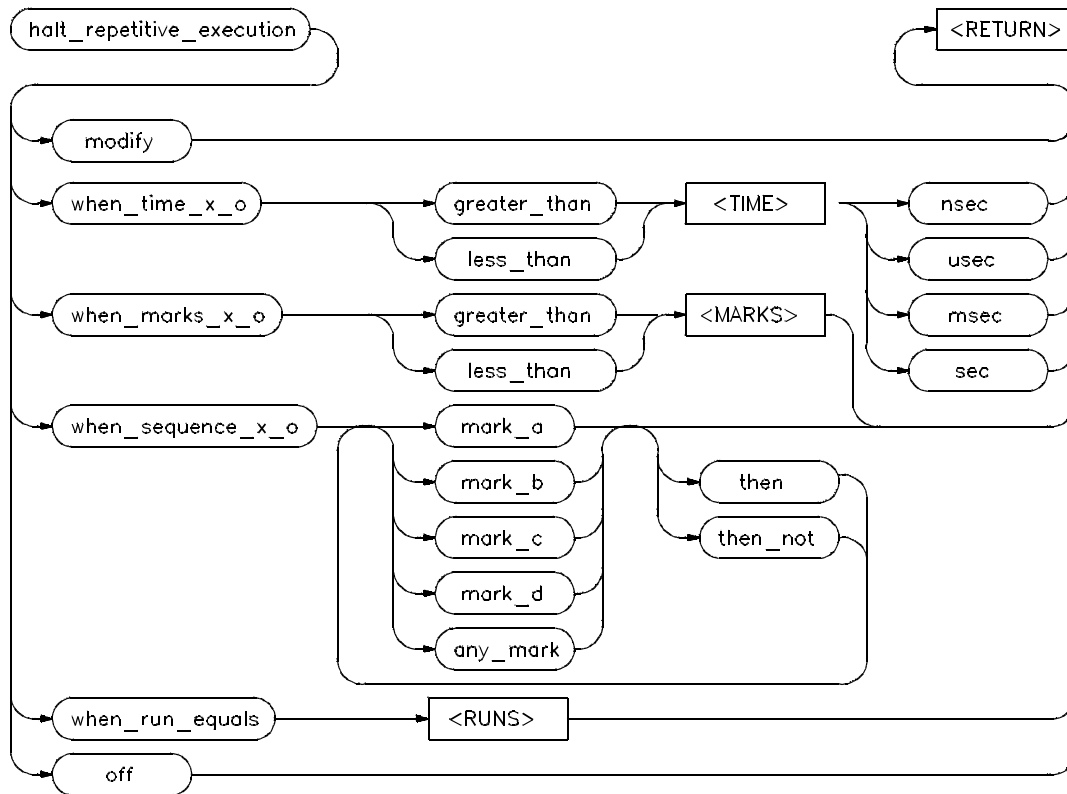 halt_repetitive_execution <RETURN>
modify
when_time_x_o greater_than <TIME> nsec
less_than usec
when_marks_x_o greater_than <MARKS> msec
less_than sec
when_sequence_x_o mark_a
mark_b then
mark_c then_not
mark_d
any_mark
when_run_equals <RUNS>
off